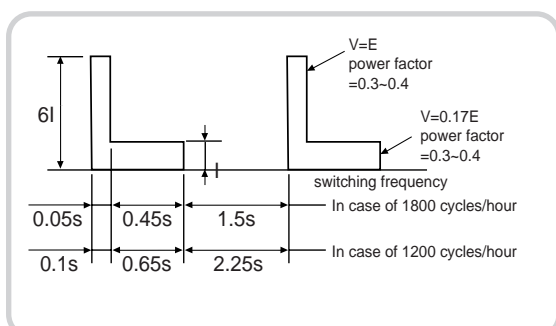 V=E
power factor
=0.3~0.4
6I
V=0.17E
power factor
=0.3~0.4
I
switching frequency
0.05s 0.45s 1.5s In case of 1800 cycles/hour
0.1s 0.65s 2.25s In case of 1200 cycles/hour